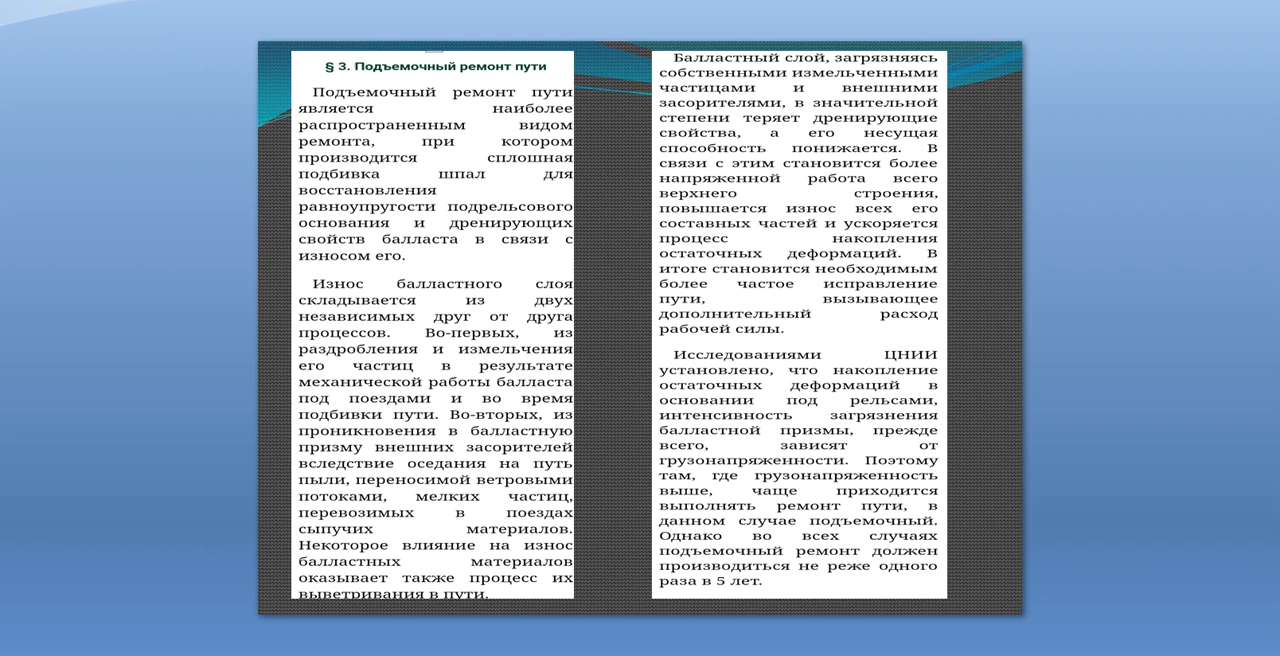 § 3. Подъемочный ремонт пути
Подъемочный ремонт пути
является наиболее
распространенным видом
ремонта, при котором
производится сплошная
подбивка шпал для
восстановления
равноупругости подрельсового
основания и дренирующих
свойств балласта в связи с
износом его.
Износ балластного слоя
складывается из двух
независимых друг от друга
процессов. Во-первых, из
раздробления и измельчения
его частиц в результате
механической работы балласта
под поездами и во время
подбивки пути. Во-вторых, из
проникновения в балластную
призму внешних засорителей
вследствие оседания на путь
пыли, переносимой ветровыми
потоками, мелких частиц,
перевозимых в поездах
сыпучих материалов.
Некоторое влияние на износ
балластных материалов
оказывает также процесс их
выветривания в пути.
Балластный слой, загрязняясь
собственными измельченными
частицами и внешними
засорителями, в значительной
степени теряет дренирующие
свойства, а его несущая
способность понижается. В
связи с этим становится более
напряженной работа всего
верхнего строения,
повышается износ всех его
составных частей и ускоряется
процесс накопления
остаточных деформаций. В
итоге становится необходимым
более частое исправление
пути, вызывающее
дополнительный расход
рабочей силы.
Исследованиями ЦНИИ
установлено, что накопление
остаточных деформаций в
основании под рельсами,
интенсивность загрязнения
балластной призмы, прежде
всего, зависят от
грузонапряженности. Поэтому
там, где грузонапряженность
выше, чаще приходится
выполнять ремонт пути, в
данном случае подъемочный.
Однако во всех случаях
подъемочный ремонт должен
производиться не реже одного
раза в 5 лет.